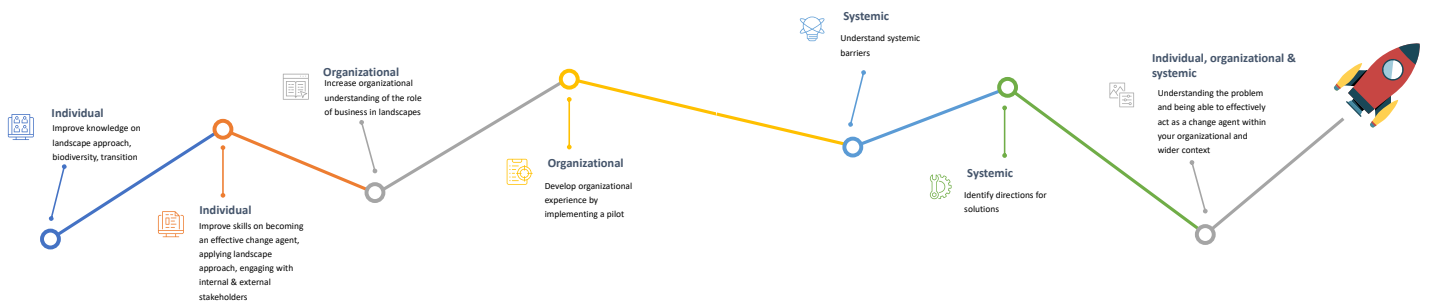 Individual
Improve knowledge on
landscape approach,
biodiversity, transition
Individual
Improve skills on becoming
an effective change agent,
applying landscape
approach, engaging with
internal & external
stakeholders
Organizational
Increase organizational
understanding of the role
of business in landscapes
Organizational
Develop organizational
experience by
implementing a pilot
Systemic
Understand systemic
barriers
Systemic
Identify directions for
solutions
Individual, organizational &
systemic
Understanding the problem
and being able to effectively
act as a change agent within
your organizational and
wider context